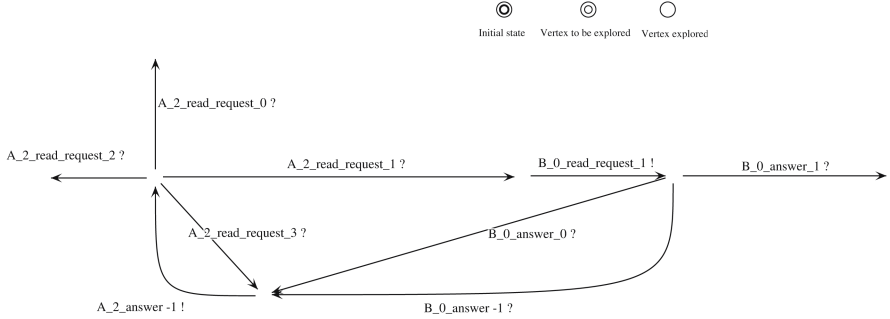 Initial state
Vertex to be explored
Vertex explored
A_2_read_request_0 ?
A_2_read_request_2 ?
A_2_read_request_1 ?
B_0_read_request_1 !
B_0_answer_1 ?
A_2_read_request_3 ?
B_0_answer_0 ?
A_2_answer -1 !
B_0_answer -1 ?